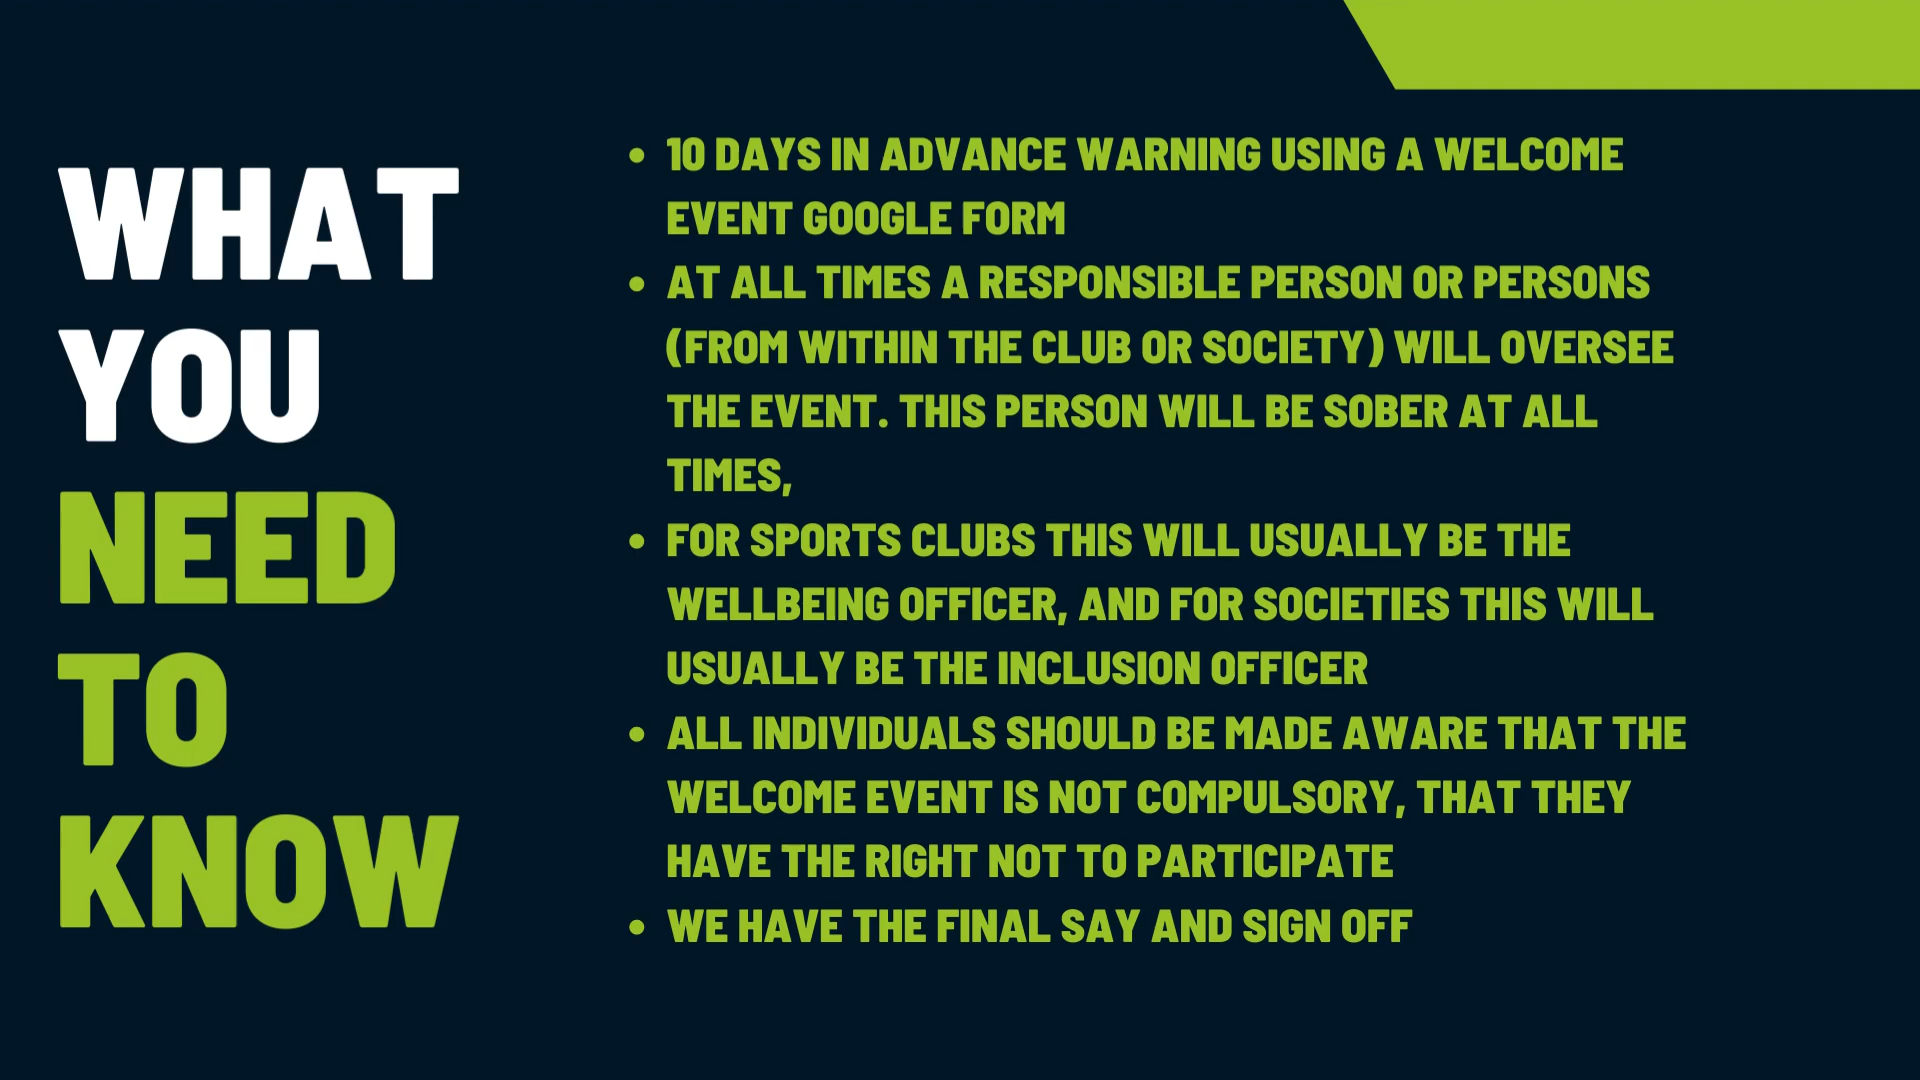 WHAT
YOU
NEED
TO
KNOW
• 10 DAYS IN ADVANCE WARNING USING A WELCOME
EVENT GOOGLE FORM
• AT ALL TIMES A RESPONSIBLE PERSON OR PERSONS
(FROM WITHIN THE CLUB OR SOCIETY) WILL OVERSEE
THE EVENT. THIS PERSON WILL BE SOBER AT ALL
TIMES,
• FOR SPORTS CLUBS THIS WILL USUALLY BE THE
WELLBEING OFFICER, AND FOR SOCIETIES THIS WILL
USUALLY BE THE INCLUSION OFFICER
• ALL INDIVIDUALS SHOULD BE MADE AWARE THAT THE
WELCOME EVENT IS NOT COMPULSORY, THAT THEY
HAVE THE RIGHT NOT TO PARTICIPATE
• WE HAVE THE FINAL SAY AND SIGN OFF